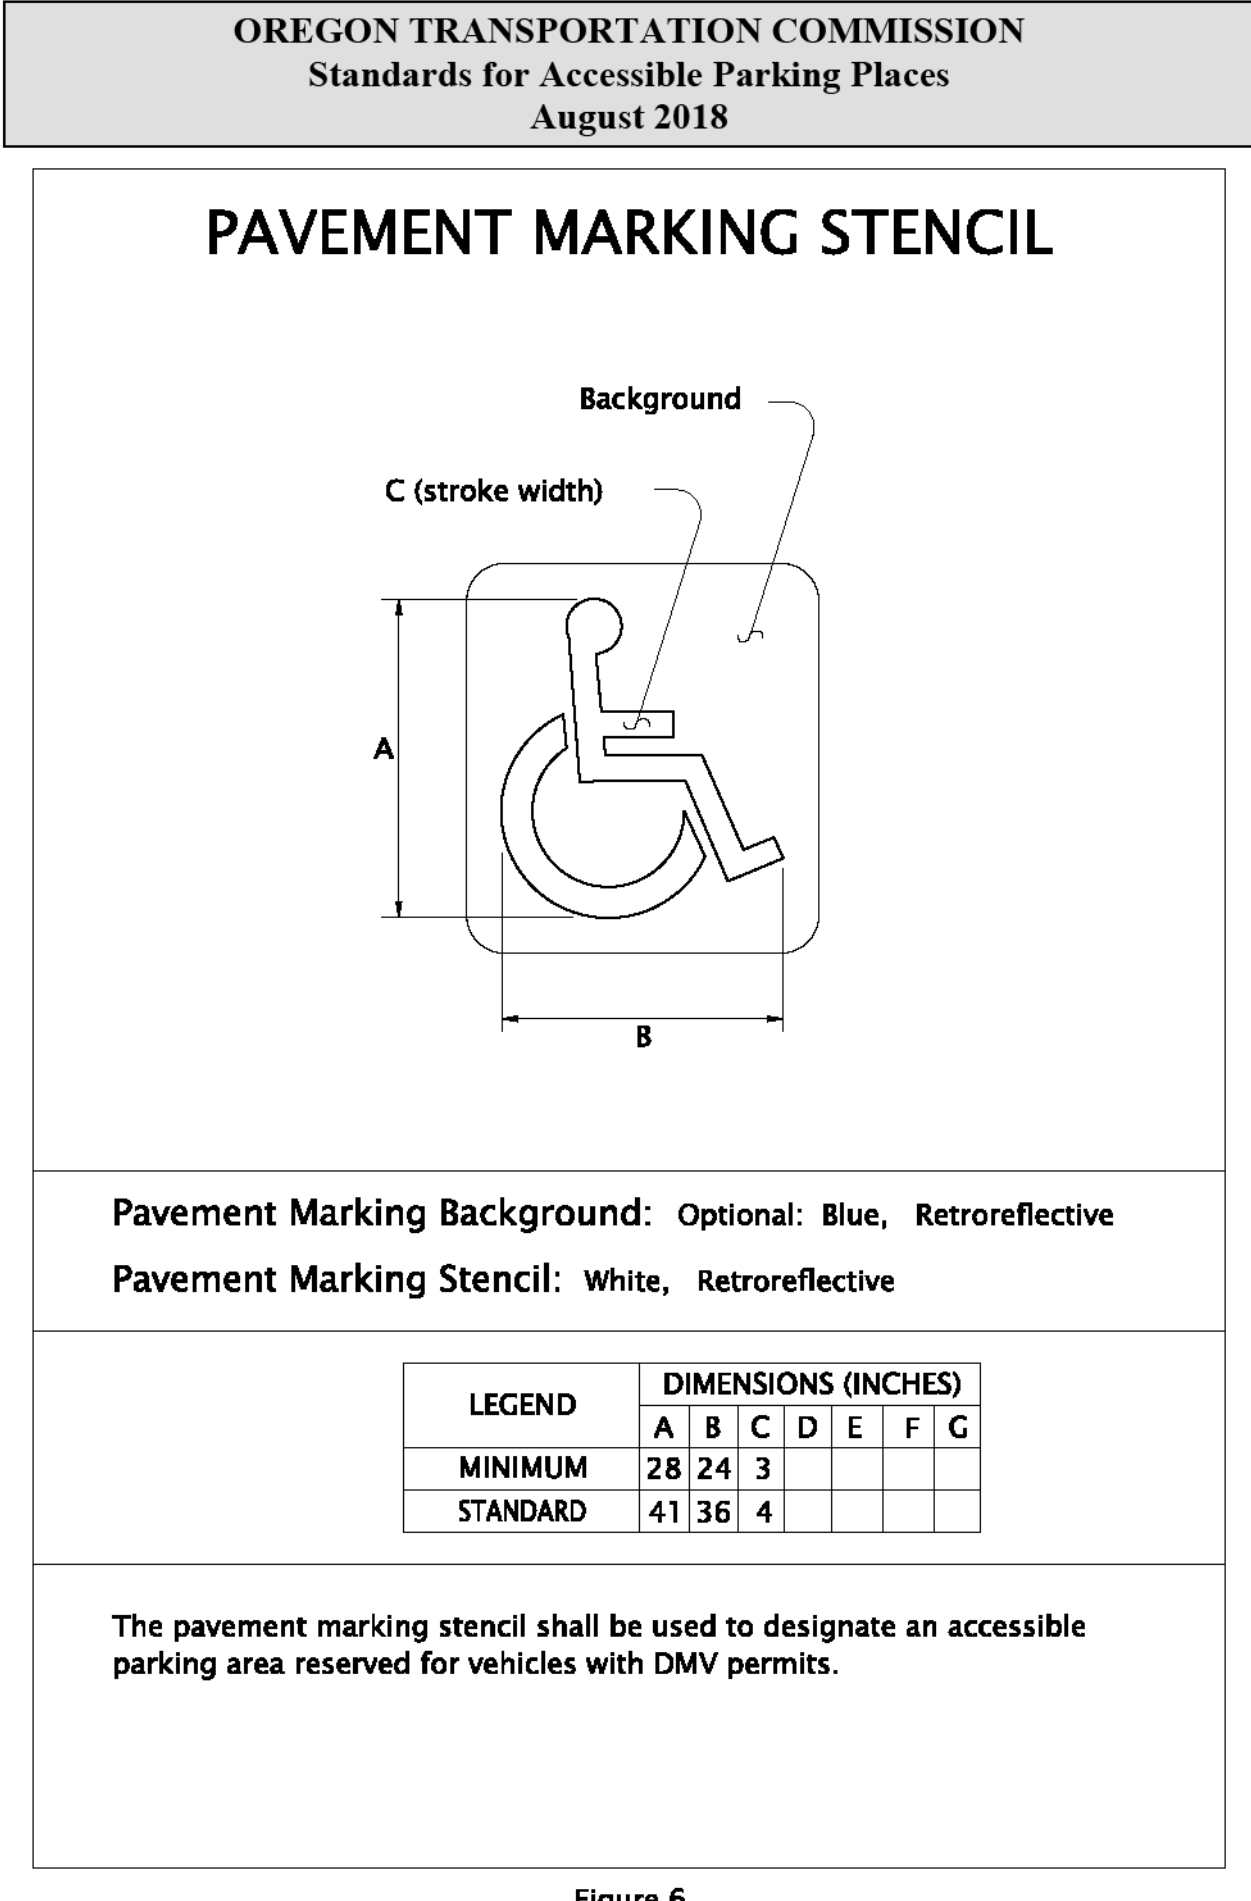 OREGON TRANSPORTATION COMMISSION
Standards for Accessible Parking Places
August 2018
PAVEMENT MARKING STENCIL
Background
C (stroke width)
A
B
Pavement Marking Background: Optional: Blue, Retroreflective
Pavement Marking Stencil: White, Retroreflective
LEGEND DIMENSIONS (INCHES)
A B C D E F G
MINIMUM 28 24 3
STANDARD 41 36 4
The pavement marking stencil shall be used to designate an accessible
parking area reserved for vehicles with DMV permits.
Figure 6